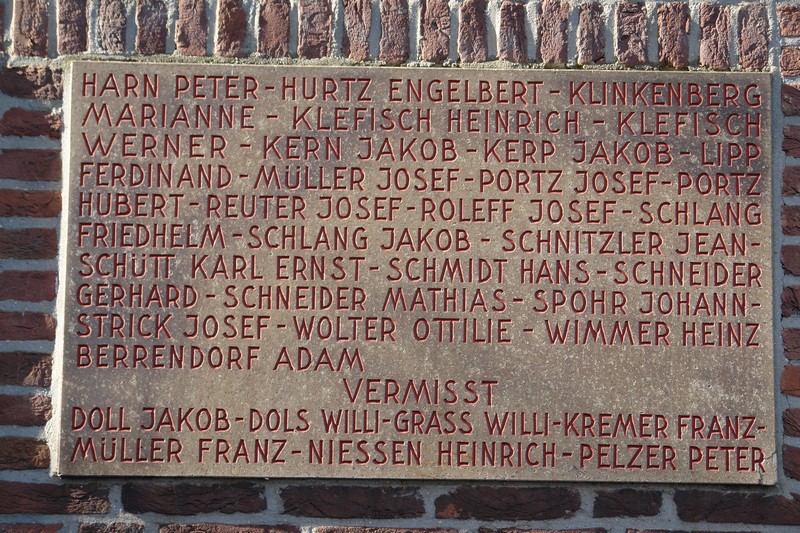 HARN PETER-HURTZ ENGELBERT-KLINKENBERG
MARIANNE-KLEFISCH HEINRICH-KLEFISCH
WERNER-KERN JAKOB-KERP JAKOB-LIPP
FERDINAND-MÜLLER JOSEF-PORTZ JOSEF-PORTZ
HUBERT-REUTER JOSEF-ROLEFF JOSEF-SCHLANG
FRIEDHELM-SCHLANG JAKOB-SCHNITZLER JEAN-
SCHÜTT KARL ERNST-SCHMIDT HANS-SCHNEIDER
GERHARD-SCHNEIDER MATHIAS-SPOHR JOHANN-
STRICK JOSEF-WOLTER OTTILIE-WIMMER HEINZ
BERRENDORF ADAM
VERMISST
DOLL JAKOB-DOLS WILLI-GRASS WILLI-KREMER FRANZ-
MÜLLER FRANZ-NIESSEN HEINRICH-PELZER PETER